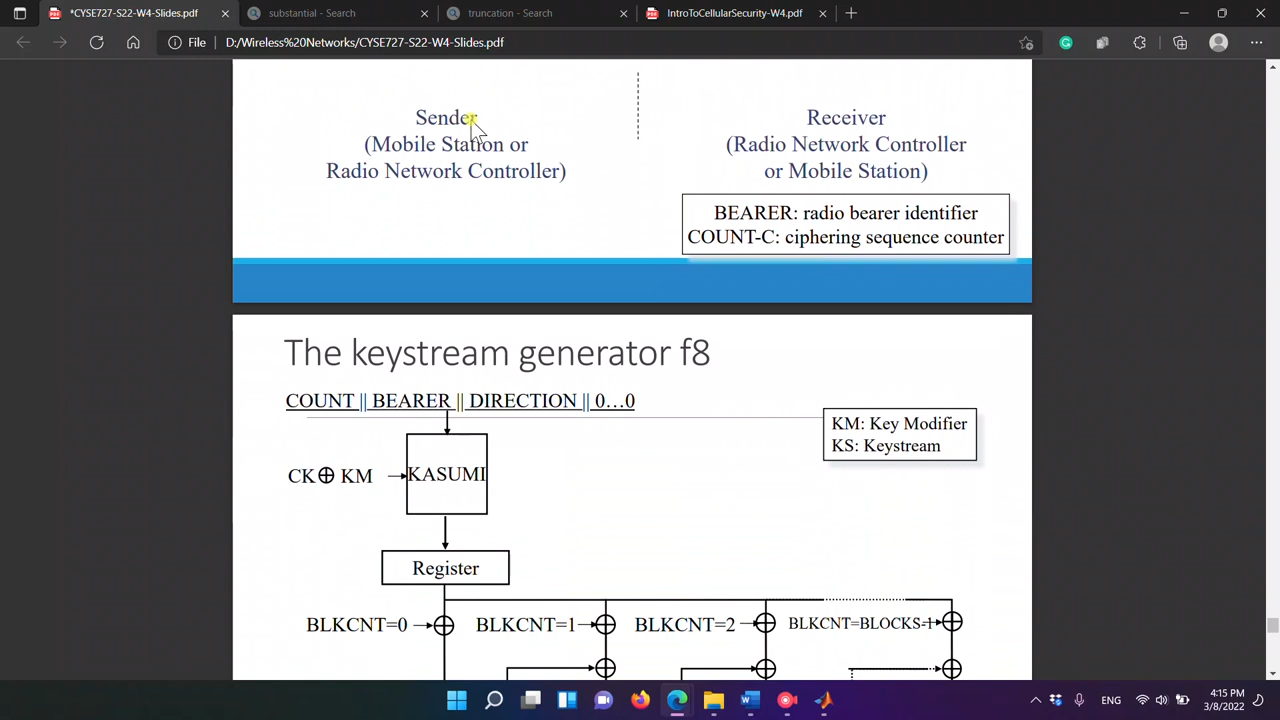 *CYSE727-S22-W4-Slides.pdf
substantial - Search
truncation - Search
IntroToCellularSecurity-W4.pdf
File
D:/Wireless%20Networks/CYSE727-S22-W4-Slides.pdf
Sender
(Mobile Station or
Radio Network Controller)
Receiver
(Radio Network Controller
or Mobile Station)
BEARER: radio bearer identifier
COUNT-C: ciphering sequence counter
The keystream generator f8
COUNT || BEARER || DIRECTION || 0…0
KM: Key Modifier
KS: Keystream
CK⊕ KM
KASUMI
Register
BLKCNT=0
BLKCNT=1
BLKCNT=2
BLKCNT=BLOCKS-1
ENG
4:15 PM
3/8/2022